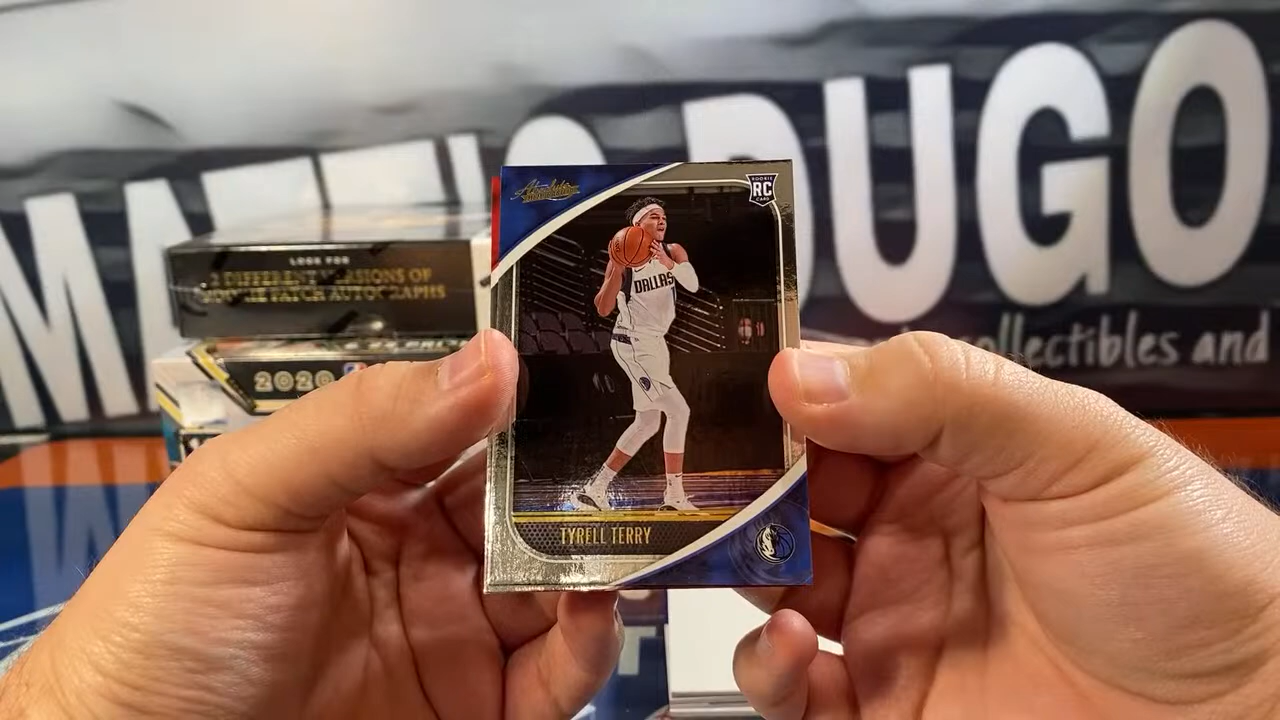 MATT'S DUGO
collectibles and
LOOK FOR
2 DIFFERENT VERSIONS OF
PATCH AUTOGRAPHS
2020
Absolute
ROOKIE
RC
CARD
DALLAS
TYRELL TERRY